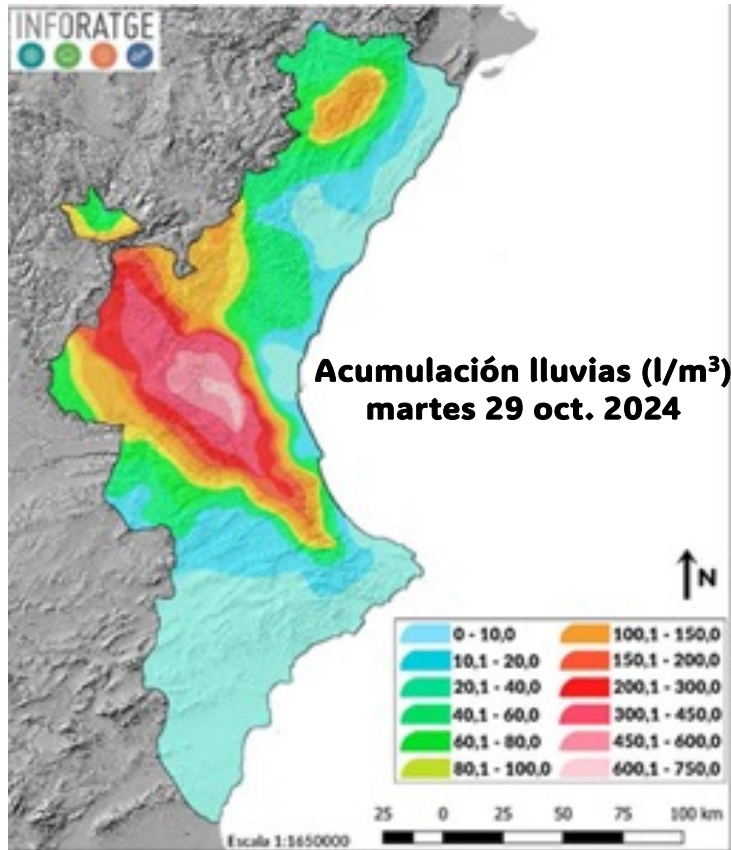 INFORATGE
Acumulación lluvias (l/m³)
martes 29 oct. 2024
N
0 - 10,0
10,1 - 20,0
20,1 - 40,0
40,1 - 60,0
60,1 - 80,0
80,1 - 100,0
100,1 - 150,0
150,1 - 200,0
200,1 - 300,0
300,1 - 450,0
450,1 - 600,0
600,1 - 750,0
25 0 25 50 75 100 km
Escala 1:1650000